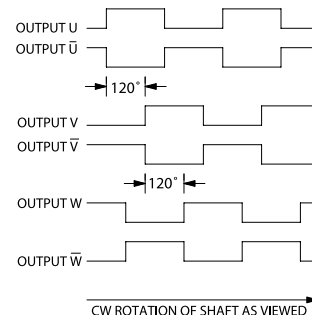 OUTPUT U
OUTPUT U̅
120°
OUTPUT V
OUTPUT V̅
120°
OUTPUT W
OUTPUT W̅
CW ROTATION OF SHAFT AS VIEWED